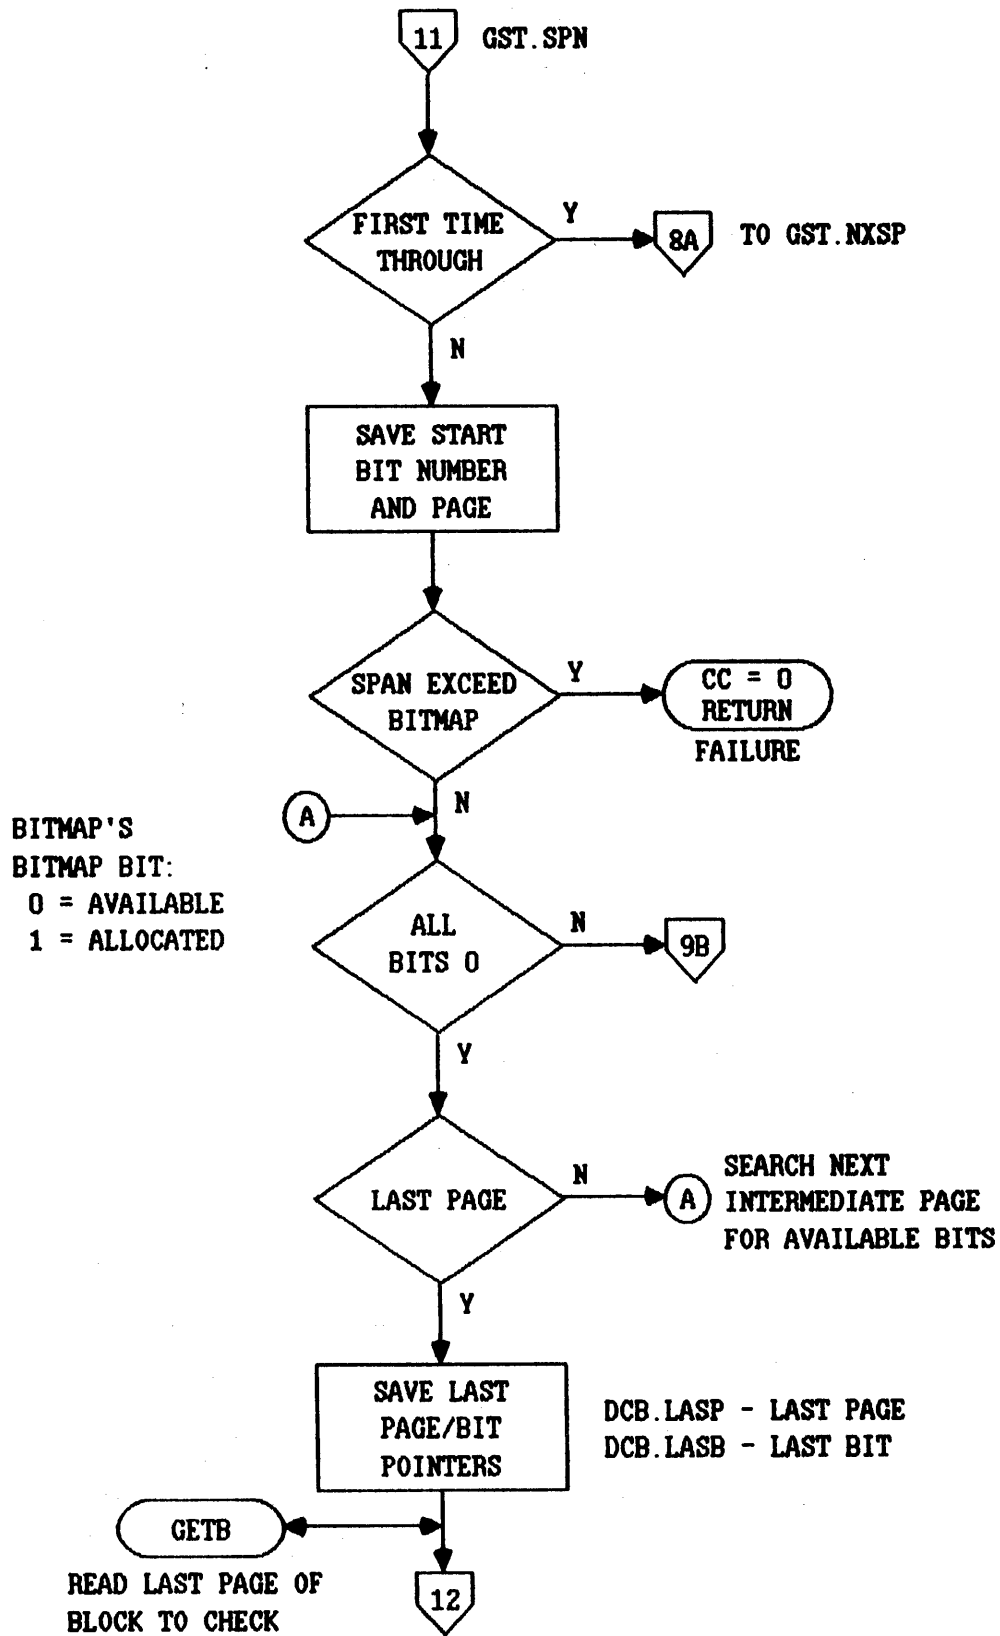 11 GST.SPN
FIRST TIME
THROUGH
Y
8A TO GST.NXSP
N
SAVE START
BIT NUMBER
AND PAGE
SPAN EXCEED
BITMAP
Y
CC = 0
RETURN
FAILURE
N
A
BITMAP'S
BITMAP BIT:
0 = AVAILABLE
1 = ALLOCATED
ALL
BITS 0
N
9B
Y
LAST PAGE
N
A
SEARCH NEXT
INTERMEDIATE PAGE
FOR AVAILABLE BITS
Y
SAVE LAST
PAGE/BIT
POINTERS
DCB.LASP - LAST PAGE
DCB.LASB - LAST BIT
GETB
READ LAST PAGE OF
BLOCK TO CHECK
12